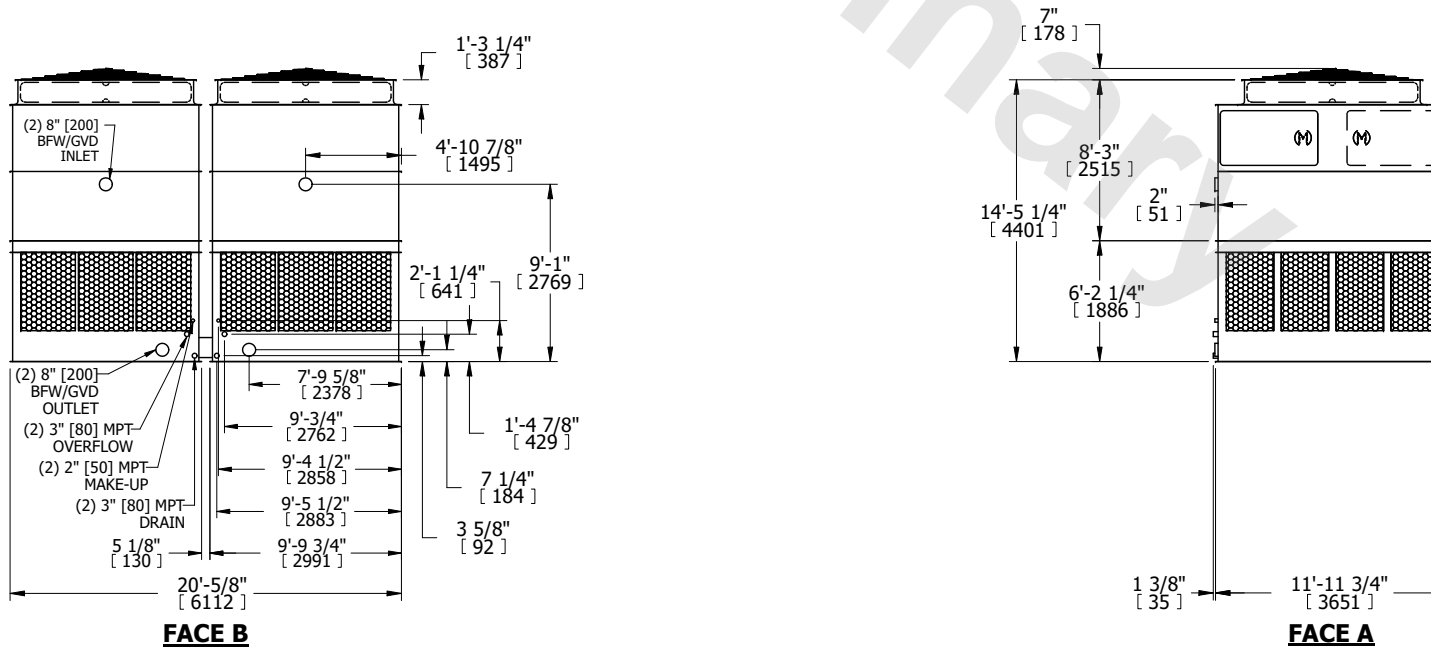 1'-3 1/4"
[ 387 ]
(2) 8" [200]
BFW/GVD
INLET
4'-10 7/8"
[ 1495 ]
9'-1"
[ 2769 ]
2'-1 1/4"
[ 641 ]
(2) 8" [200]
BFW/GVD
OUTLET
(2) 3" [80] MPT
OVERFLOW
(2) 2" [50] MPT
MAKE-UP
(2) 3" [80] MPT
DRAIN
7'-9 5/8"
[ 2378 ]
9'-3/4"
[ 2762 ]
9'-4 1/2"
[ 2858 ]
9'-5 1/2"
[ 2883 ]
5 1/8"
[ 130 ]
9'-9 3/4"
[ 2991 ]
1'-4 7/8"
[ 429 ]
7 1/4"
[ 184 ]
3 5/8"
[ 92 ]
20'-5/8"
[ 6112 ]
FACE B
7"
[ 178 ]
8'-3"
[ 2515 ]
14'-5 1/4"
[ 4401 ]
2"
[ 51 ]
6'-2 1/4"
[ 1886 ]
M
M
1 3/8"
[ 35 ]
11'-11 3/4"
[ 3651 ]
FACE A
inary